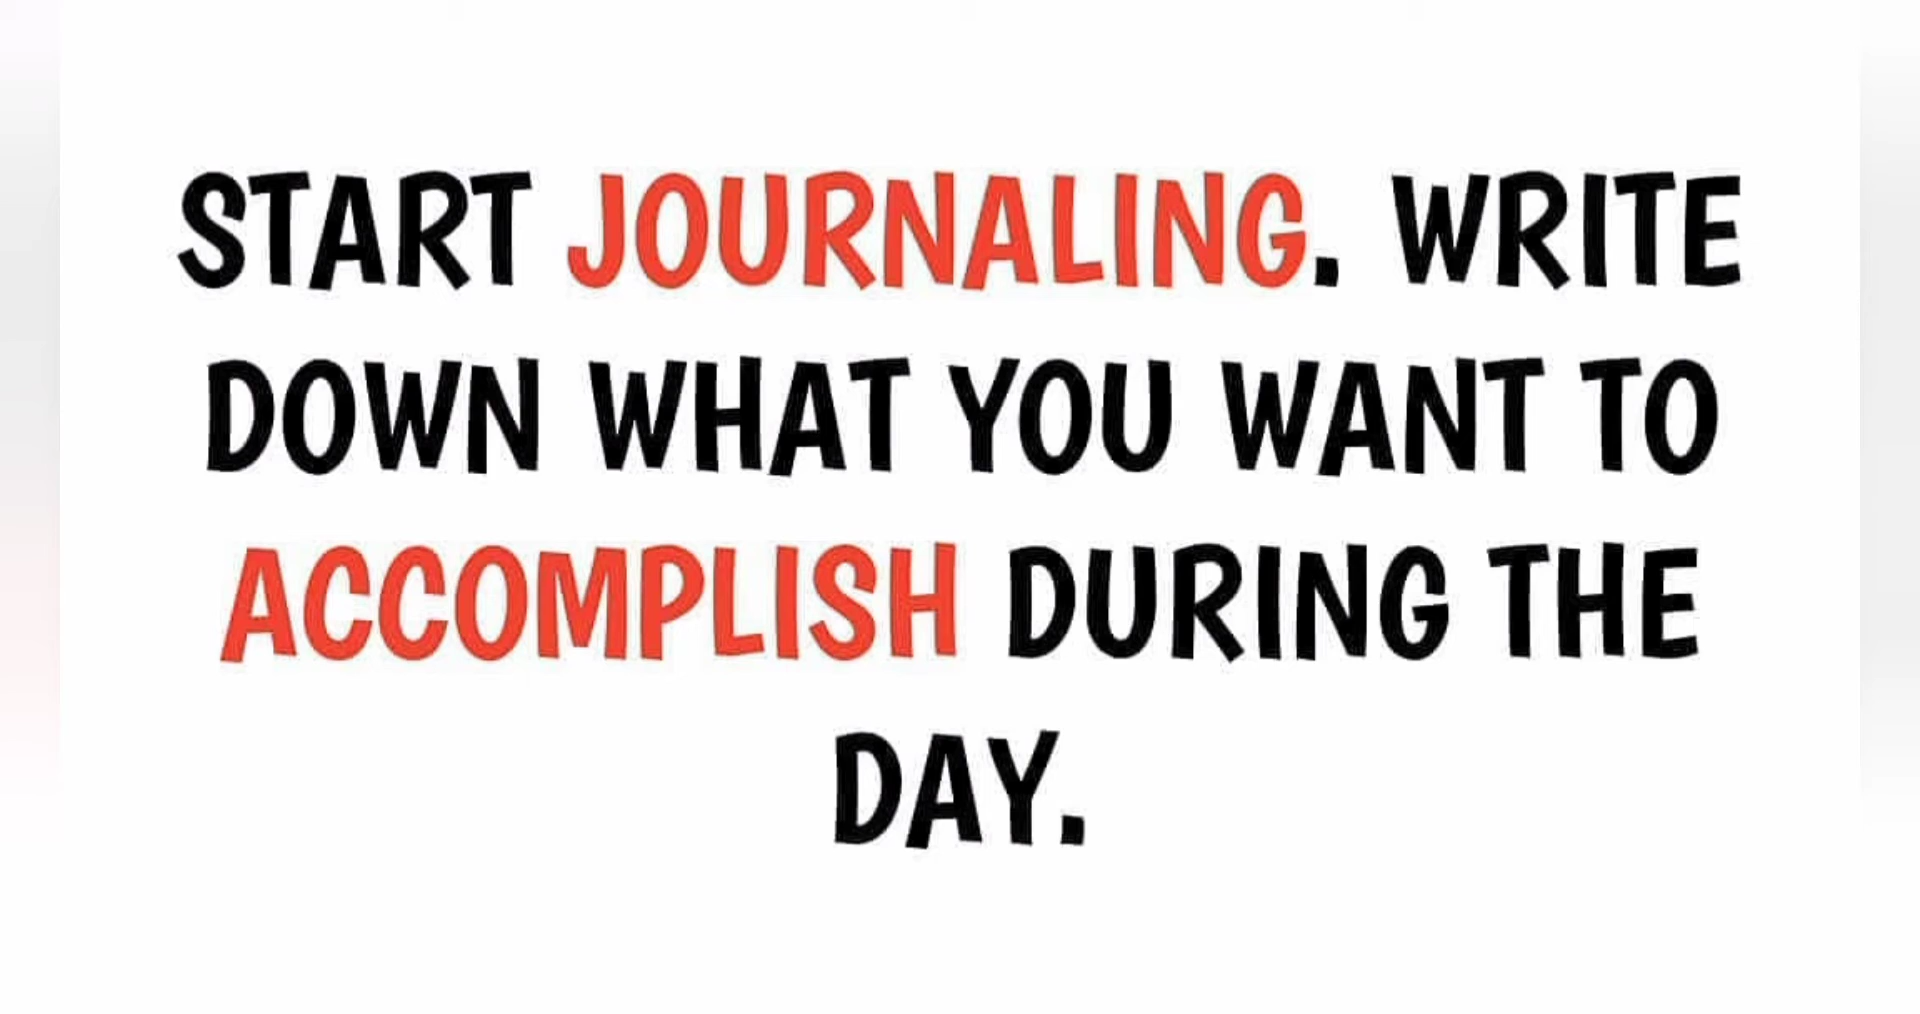 START JOURNALING. WRITE
DOWN WHAT YOU WANT TO
ACCOMPLISH DURING THE
DAY.